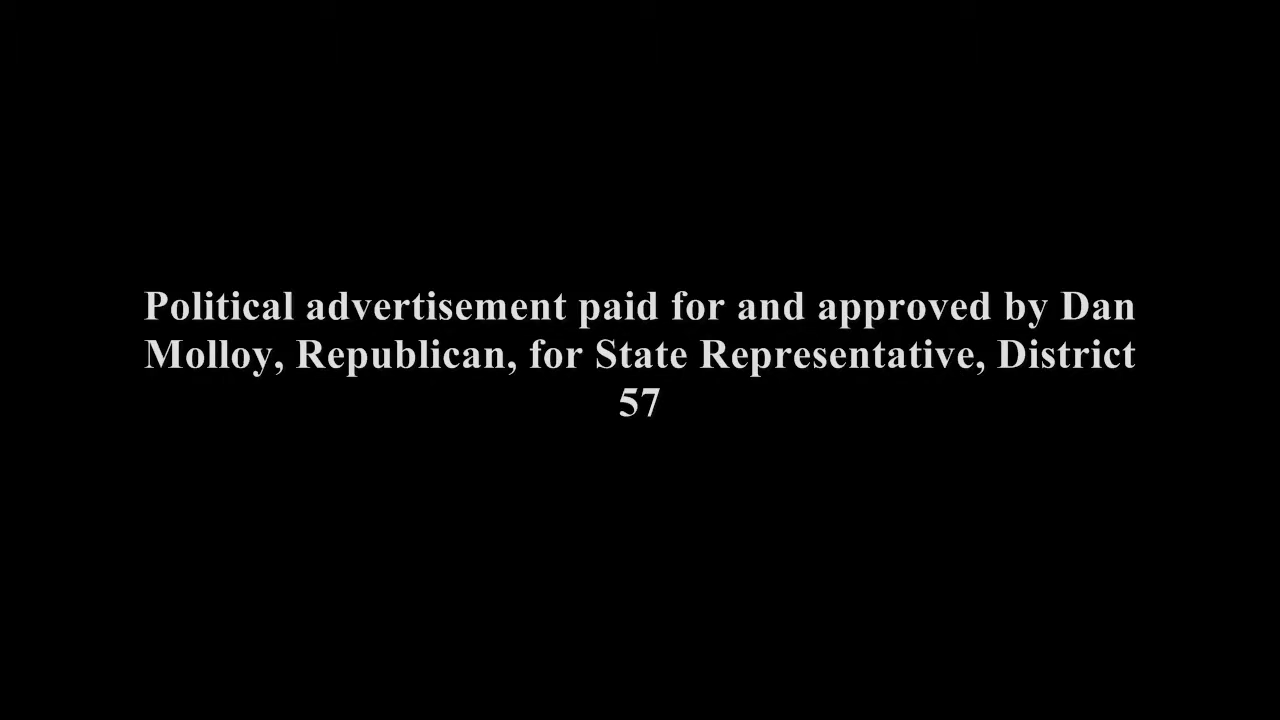 Political advertisement paid for and approved by Dan
Molloy, Republican, for State Representative, District
57